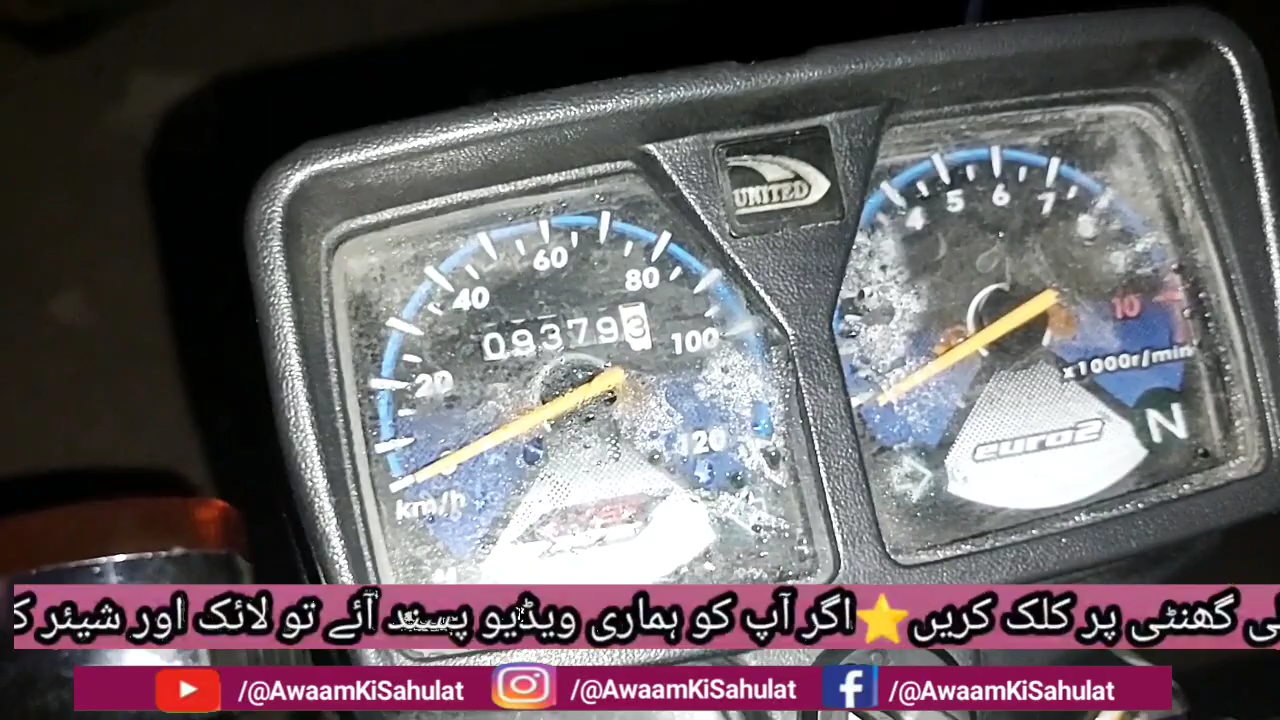 UNITED
20 40 60 80 100 120
093793
km/h
4 5 6 7 8 10
x1000r/min
euro2
N
ی گھنٹی پر کلک کریں⭐اگر آپ کو ہماری ویڈیو پسند آئے تو لائک اور شیئر ک
/@AwaamKiSahulat /@AwaamKiSahulat /@AwaamKiSahulat